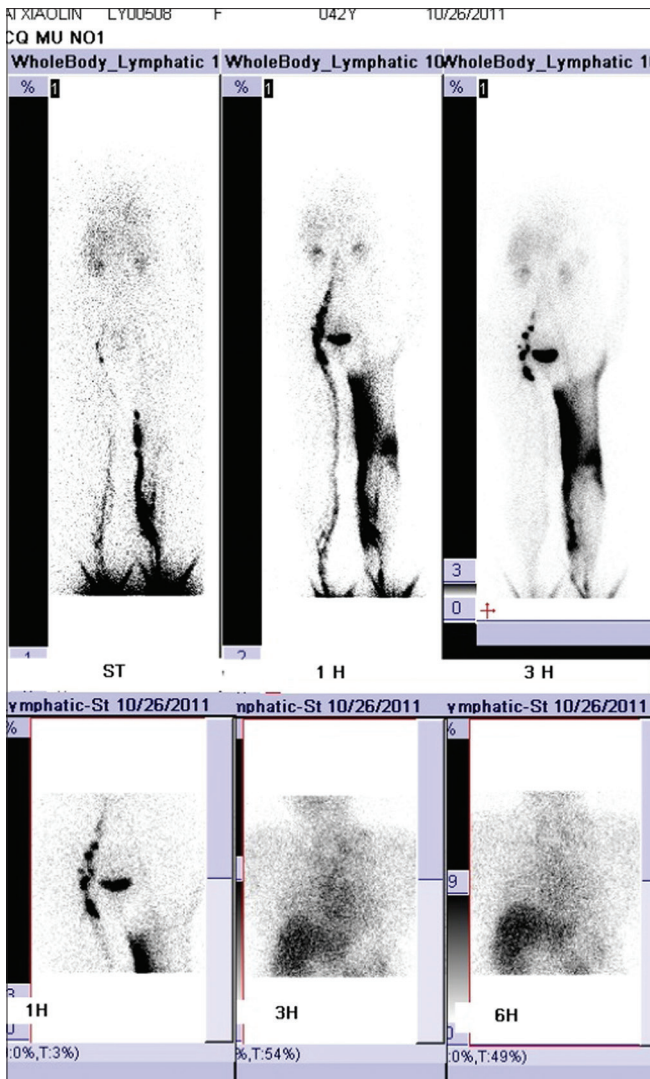 AI XIAOLIN LY00508 F 042Y 10/26/2011
CQ MU NO1
WholeBody_Lymphatic 1 WholeBody_Lymphatic 10 WholeBody_Lymphatic 1
% 1 % 1 % 1
3
0
1 2
ST 1 H 3 H
ymphatic-St 10/26/2011 mphatic-St 10/26/2011 ymphatic-St 10/26/2011
% %
9
1H 3H 6H
:0%,T:3%) %,T:54%) :0%,T:49%)